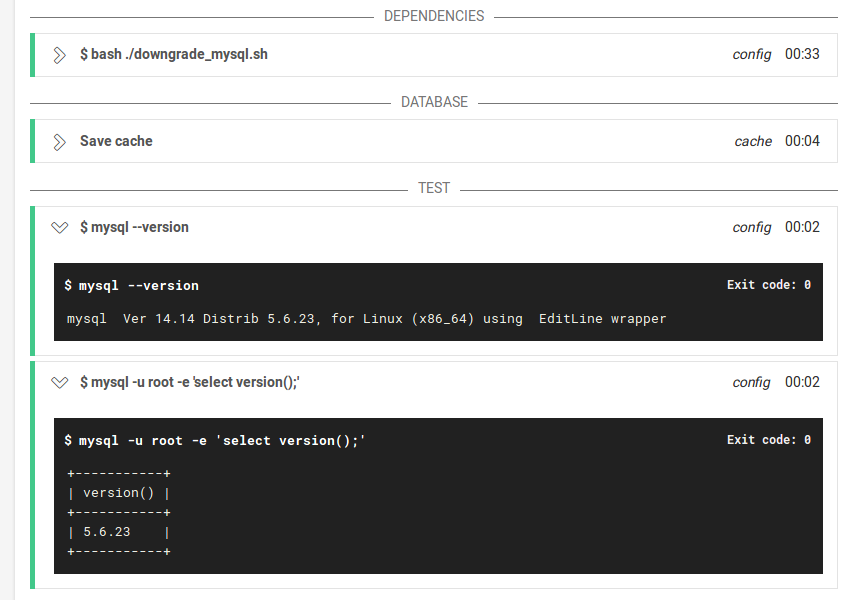 DEPENDENCIES
$ bash ./downgrade_mysql.sh config 00:33
DATABASE
Save cache cache 00:04
TEST
$ mysql --version config 00:02
$ mysql --version Exit code: 0
mysql  Ver 14.14 Distrib 5.6.23, for Linux (x86_64) using  EditLine wrapper
$ mysql -u root -e 'select version();' config 00:02
$ mysql -u root -e 'select version();' Exit code: 0
+-----------+
| version() |
+-----------+
| 5.6.23    |
+-----------+